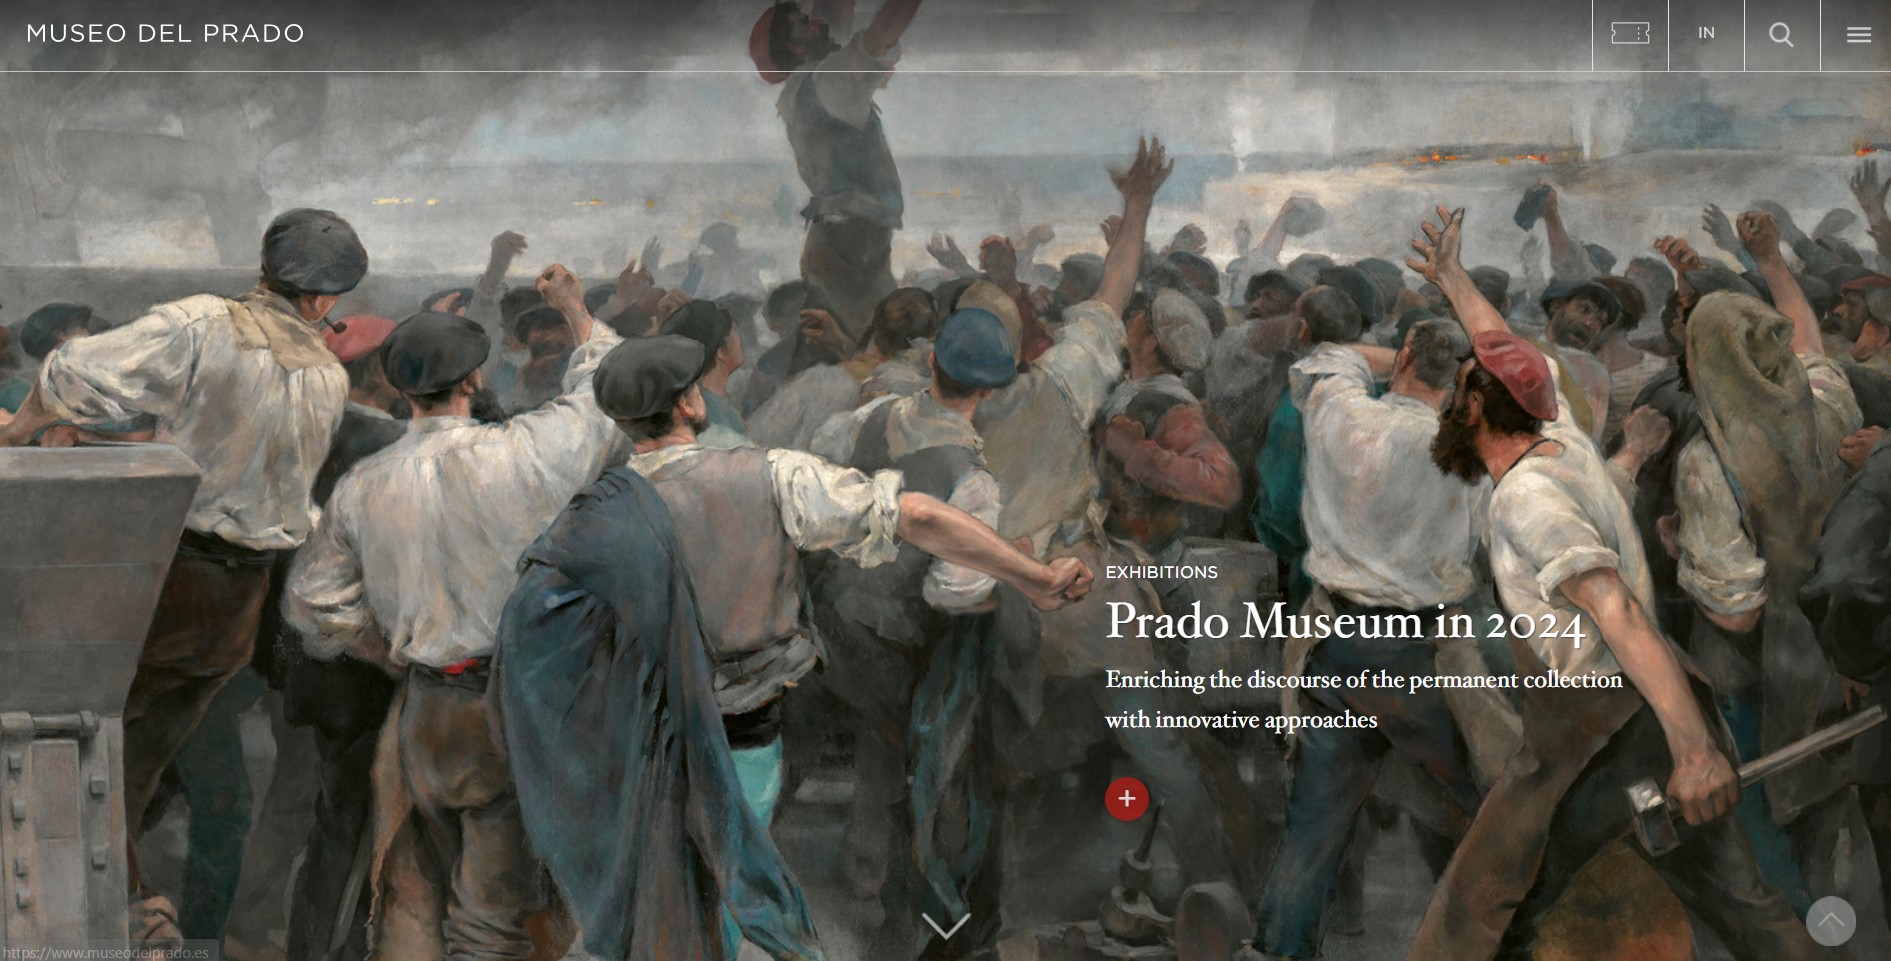 MUSEO DEL PRADO
IN
EXHIBITIONS
Prado Museum in 2024
Enriching the discourse of the permanent collection
with innovative approaches
https://www.museodelprado.es